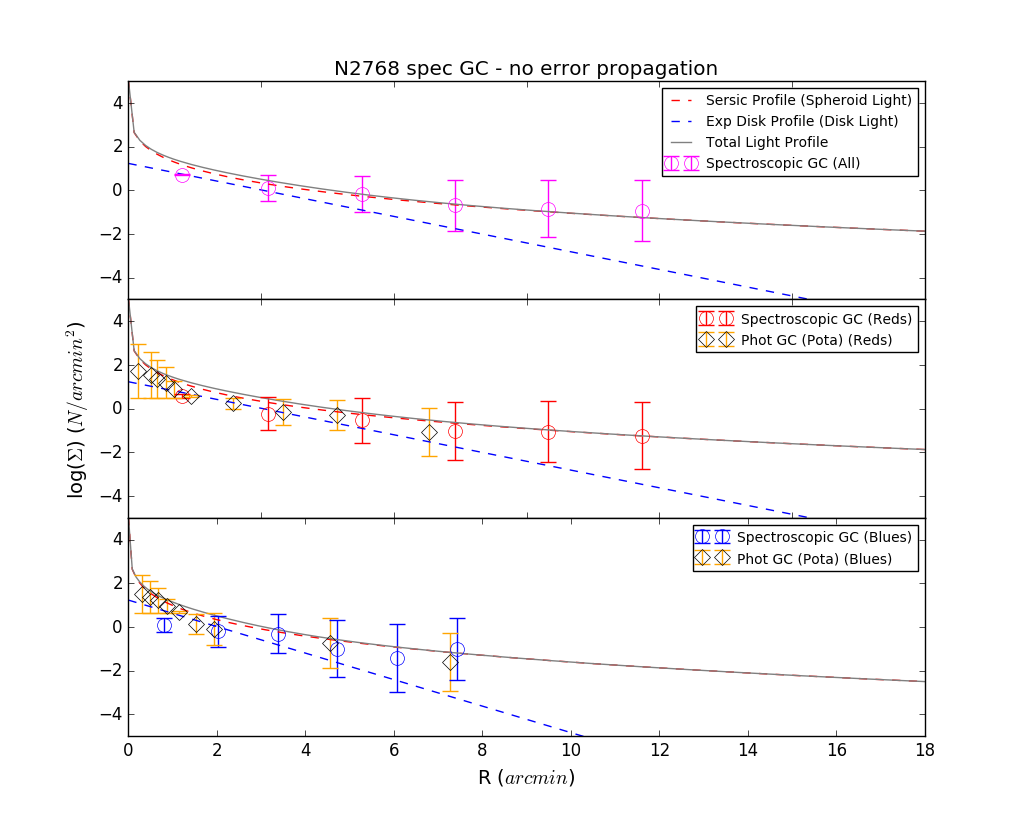 N2768 spec GC - no error propagation
Sersic Profile (Spheroid Light)
Exp Disk Profile (Disk Light)
Total Light Profile
Spectroscopic GC (All)
4
2
0
−2
−4
Spectroscopic GC (Reds)
Phot GC (Pota) (Reds)
4
2
0
−2
−4
log(Σ) (N/arcmin²)
Spectroscopic GC (Blues)
Phot GC (Pota) (Blues)
4
2
0
−2
−4
0 2 4 6 8 10 12 14 16 18
R (arcmin)